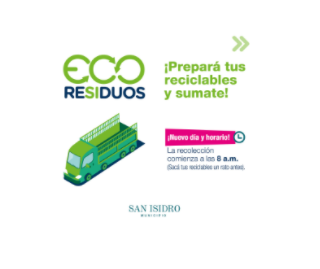 ECO
RESIDUOS
¡Prepará tus
reciclables
y sumate!
¡Nuevo día y horario!
La recolección
comienza a las 6 a.m.
(Sacá tus reciclables un rato antes).
SAN ISIDRO
MUNICIPIO